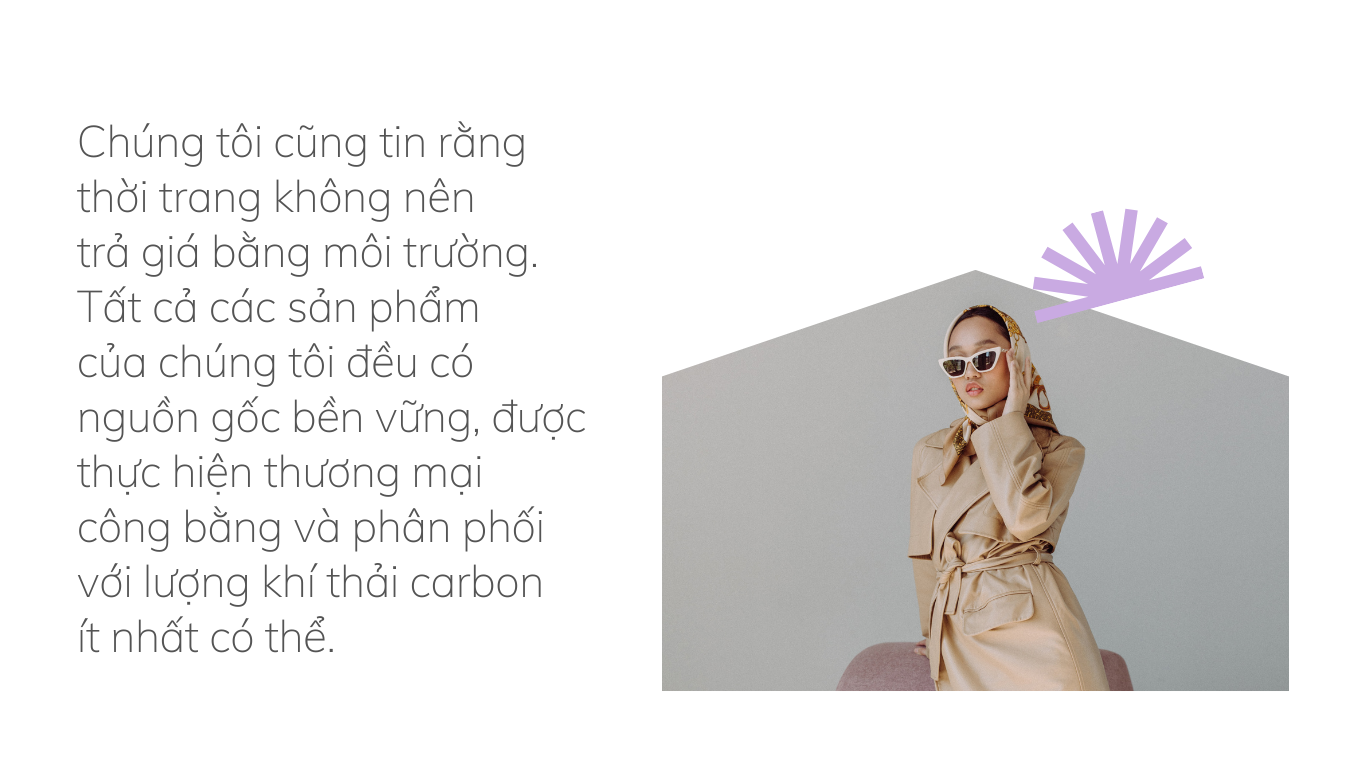 Chúng tôi cũng tin rằng
thời trang không nên
trả giá bằng môi trường.
Tất cả các sản phẩm
của chúng tôi đều có
nguồn gốc bền vững, được
thực hiện thương mại
công bằng và phân phối
với lượng khí thải carbon
ít nhất có thể.